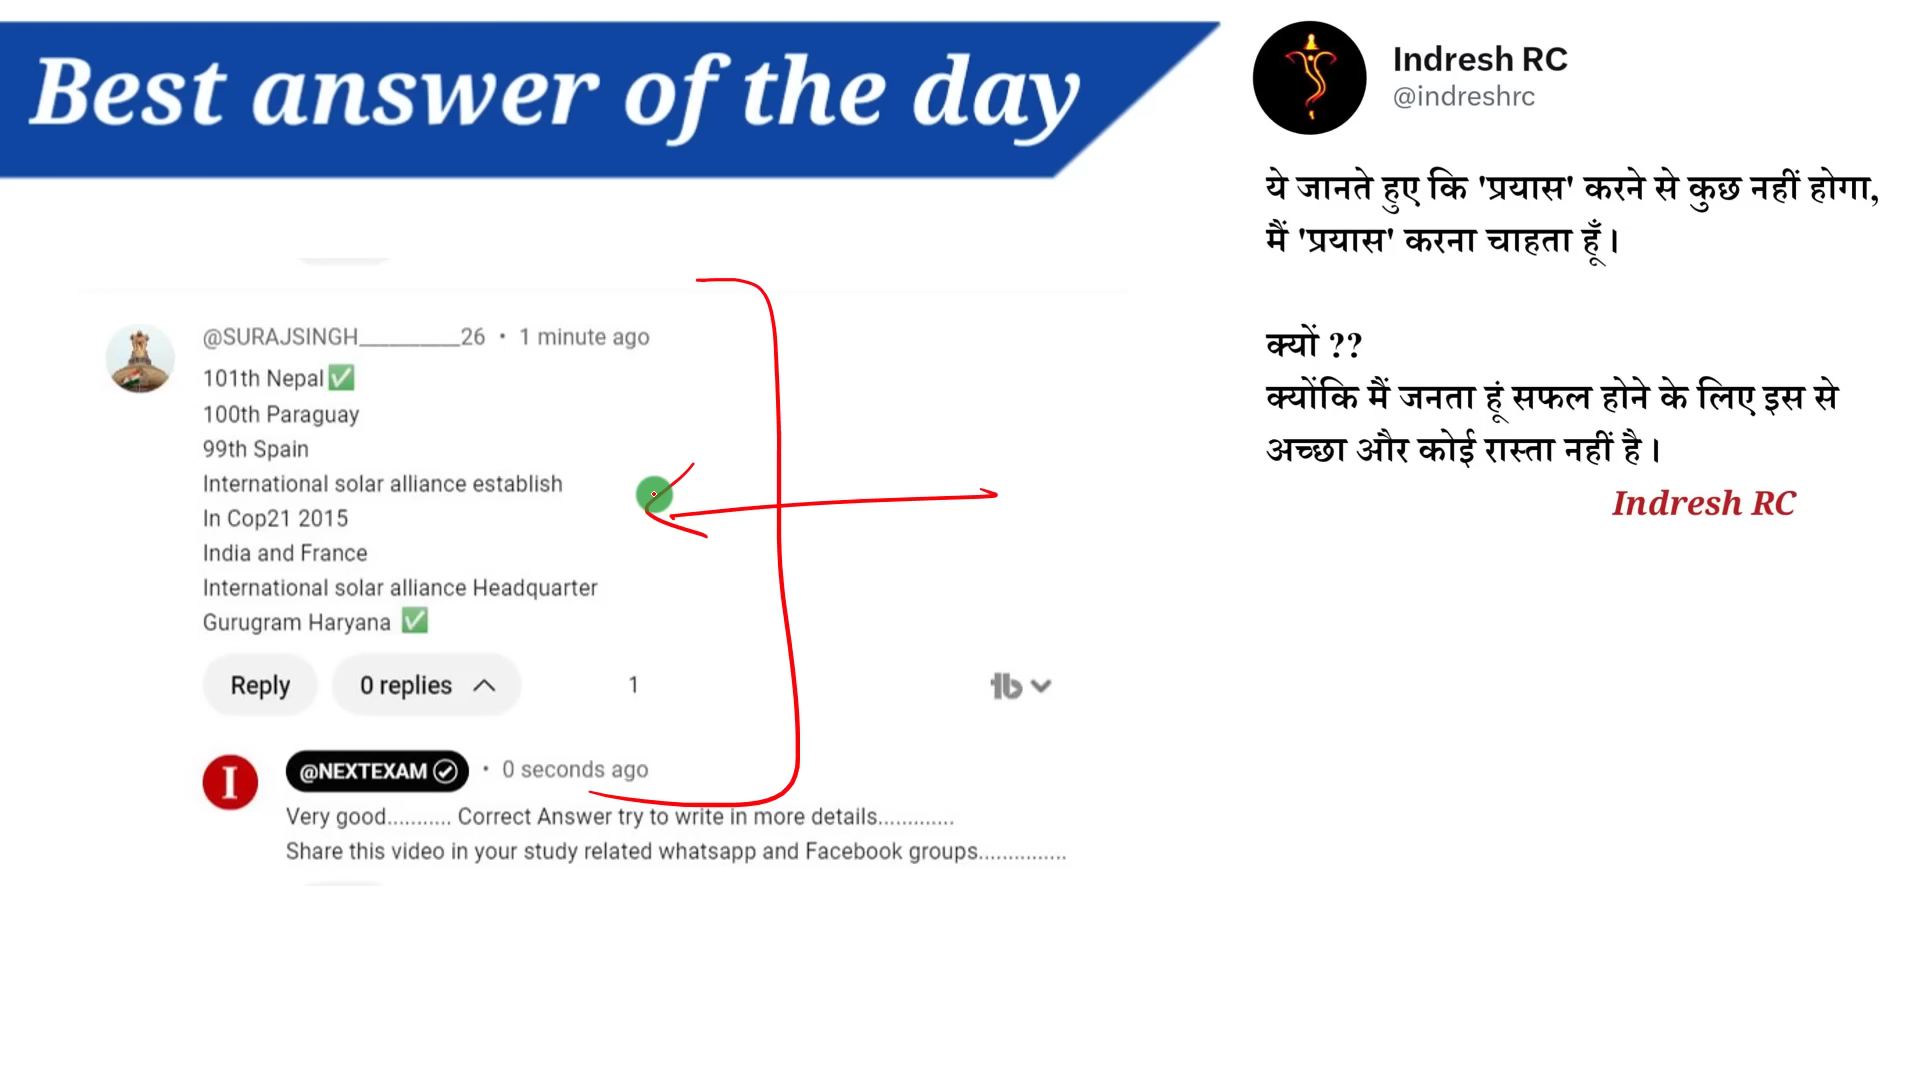 Best answer of the day
@SURAJSINGH__________26 • 1 minute ago
101th Nepal✅
100th Paraguay
99th Spain
International solar alliance establish
In Cop21 2015
India and France
International solar alliance Headquarter
Gurugram Haryana ✅
Reply 0 replies 1
I @NEXTEXAM • 0 seconds ago
Very good........... Correct Answer try to write in more details.............
Share this video in your study related whatsapp and Facebook groups...............
Indresh RC
@indreshrc
ये जानते हुए कि 'प्रयास' करने से कुछ नहीं होगा,
मैं 'प्रयास' करना चाहता हूँ।
क्यों ??
क्योंकि मैं जनता हूं सफल होने के लिए इस से
अच्छा और कोई रास्ता नहीं है।
Indresh RC